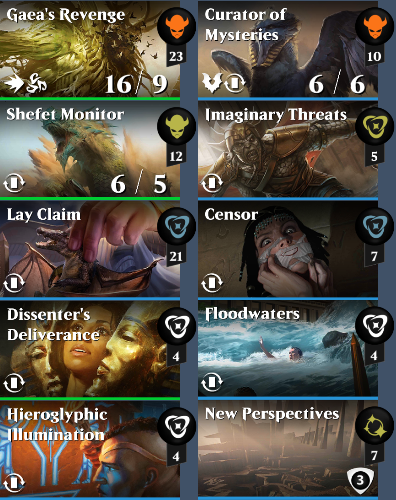 Gaea's Revenge
23
16 / 9
Curator of
Mysteries
10
6 / 6
Shefet Monitor
12
6 / 5
Imaginary Threats
5
Lay Claim
21
Censor
7
Dissenter's
Deliverance
4
Floodwaters
4
Hieroglyphic
Illumination
4
New Perspectives
7
3